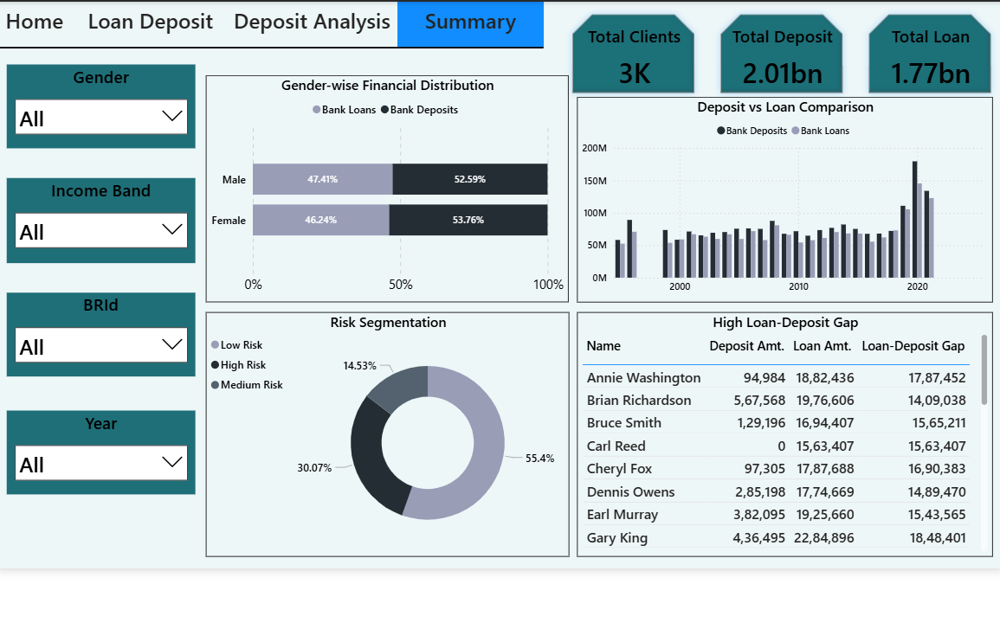 Home Loan Deposit Deposit Analysis Summary
Total Clients
3K
Total Deposit
2.01bn
Total Loan
1.77bn
Gender
All
Income Band
All
BRId
All
Year
All
Gender-wise Financial Distribution
Bank Loans Bank Deposits
Male 47.41% 52.59%
Female 46.24% 53.76%
0% 50% 100%
Deposit vs Loan Comparison
Bank Deposits Bank Loans
200M
150M
100M
50M
0M
2000 2010 2020
Risk Segmentation
Low Risk
High Risk
Medium Risk
14.53%
30.07%
55.4%
High Loan-Deposit Gap
Name Deposit Amt. Loan Amt. Loan-Deposit Gap
Annie Washington 94,984 18,82,436 17,87,452
Brian Richardson 5,67,568 19,76,606 14,09,038
Bruce Smith 1,29,196 16,94,407 15,65,211
Carl Reed 0 15,63,407 15,63,407
Cheryl Fox 97,305 17,87,688 16,90,383
Dennis Owens 2,85,198 17,74,669 14,89,470
Earl Murray 3,82,095 19,25,660 15,43,565
Gary King 4,36,495 22,84,896 18,48,401